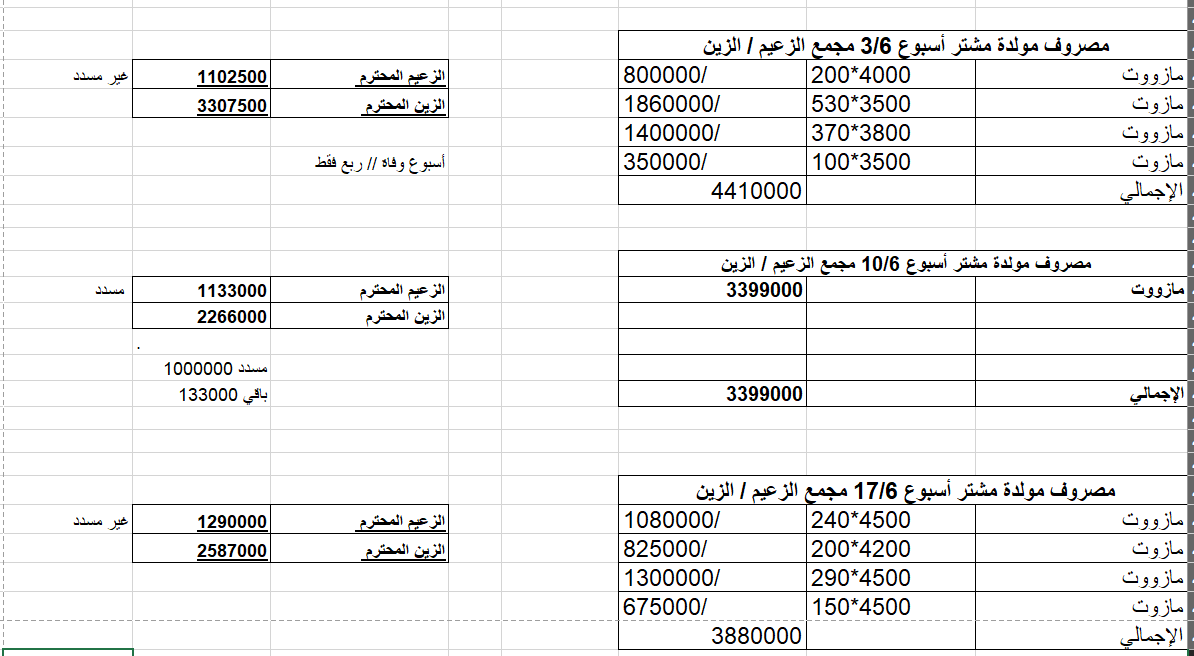 مصروف مولدة مشتر أسبوع 3/6 مجمع الزعيم / الزين
مازووت 200*4000 800000/
مازوت 530*3500 1860000/
مازووت 370*3800 1400000/
مازوت 100*3500 350000/
الإجمالي 4410000
الزعيم المحترم 1102500 غير مسدد
الزين المحترم 3307500
أسبوع وفاة // ربع فقط
مصروف مولدة مشتر أسبوع 10/6 مجمع الزعيم / الزين
مازووت 3399000
الإجمالي 3399000
الزعيم المحترم 1133000 مسدد
الزين المحترم 2266000
.
مسدد 1000000
باقي 133000
مصروف مولدة مشتر أسبوع 17/6 مجمع الزعيم / الزين
مازووت 240*4500 1080000/
مازوت 200*4200 825000/
مازووت 290*4500 1300000/
مازوت 150*4500 675000/
الإجمالي 3880000
الزعيم المحترم 1290000 غير مسدد
الزين المحترم 2587000